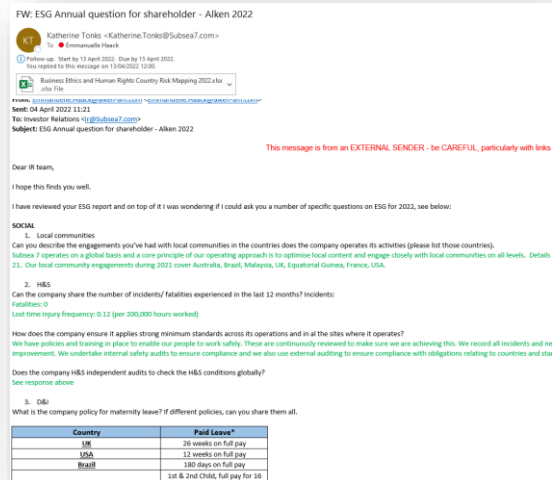 FW: ESG Annual question for shareholder - Alken 2022
KT
Katherine Tonks <Katherine.Tonks@Subsea7.com>
To Emmanuelle Haack
Follow up. Start by 13 April 2022. Due by 13 April 2022.
You replied to this message on 13/04/2022 12:00.
Business Ethics and Human Rights Country Risk Mapping 2022.xlsx
.xlsx File
Sent: 04 April 2022 11:21
To: Investor Relations <ir@Subsea7.com>
Subject: ESG Annual question for shareholder - Alken 2022
This message is from an EXTERNAL SENDER - be CAREFUL, particularly with links
Dear IR team,
I hope this finds you well.
I have reviewed your ESG report and on top of it I was wondering if I could ask you a number of specific questions on ESG for 2022, see below:
SOCIAL
1. Local communities
Can you describe the engagements you've had with local communities in the countries does the company operates its activities (please list those countries).
Subsea 7 operates on a global basis and a core principle of our operating approach is to optimise local content and engage closely with local communities on all levels. Details
21. Our local community engagements during 2021 cover Australia, Brazil, Malaysia, UK, Equatorial Guinea, France, USA.
2. H&S
Can the company share the number of incidents/ fatalities experienced in the last 12 months? Incidents:
Fatalities: 0
Lost time injury frequency: 0.12 (per 200,000 hours worked)
How does the company ensure it applies strong minimum standards across its operations and in al the sites where it operates?
We have policies and training in place to enable our people to work safely. These are continuously reviewed to make sure we are achieving this. We record all incidents and ne
improvement. We undertake internal safety audits to ensure compliance and we also use external auditing to ensure compliance with obligations relating to countries and sta
Does the company H&S independent audits to check the H&S conditions globally?
See response above
3. D&I
What is the company policy for maternity leave? If different policies, can you share them all.
Country Paid Leave*
UK 26 weeks on full pay
USA 12 weeks on full pay
Brazil 180 days on full pay
1st & 2nd Child, full pay for 16